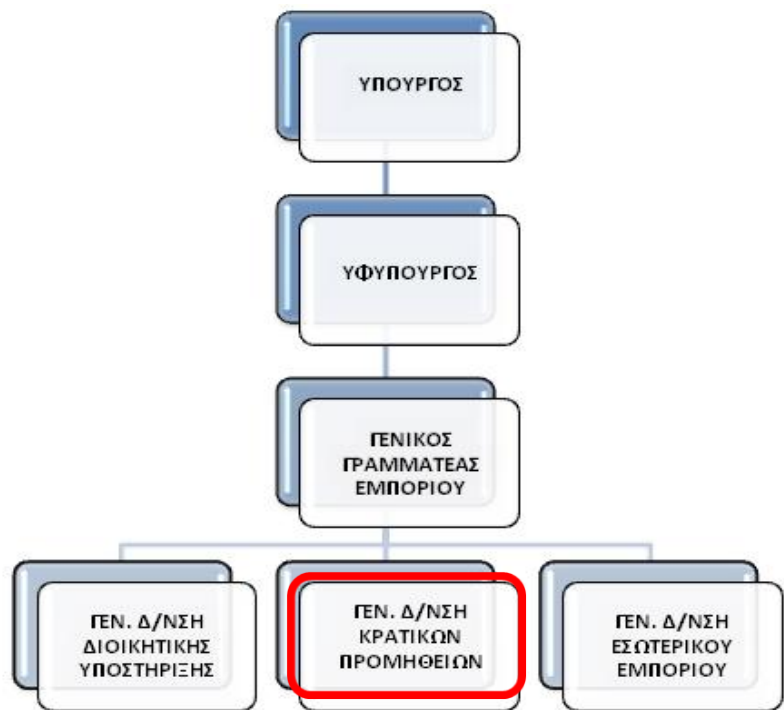 ΥΠΟΥΡΓΟΣ
ΥΦΥΠΟΥΡΓΟΣ
ΓΕΝΙΚΟΣ
ΓΡΑΜΜΑΤΕΑΣ
ΕΜΠΟΡΙΟΥ
ΓΕΝ. Δ/ΝΣΗ
ΔΙΟΙΚΗΤΙΚΗΣ
ΥΠΟΣΤΗΡΙΞΗΣ
ΓΕΝ. Δ/ΝΣΗ
ΚΡΑΤΙΚΩΝ
ΠΡΟΜΗΘΕΙΩΝ
ΓΕΝ. Δ/ΝΣΗ
ΕΣΩΤΕΡΙΚΟΥ
ΕΜΠΟΡΙΟΥ